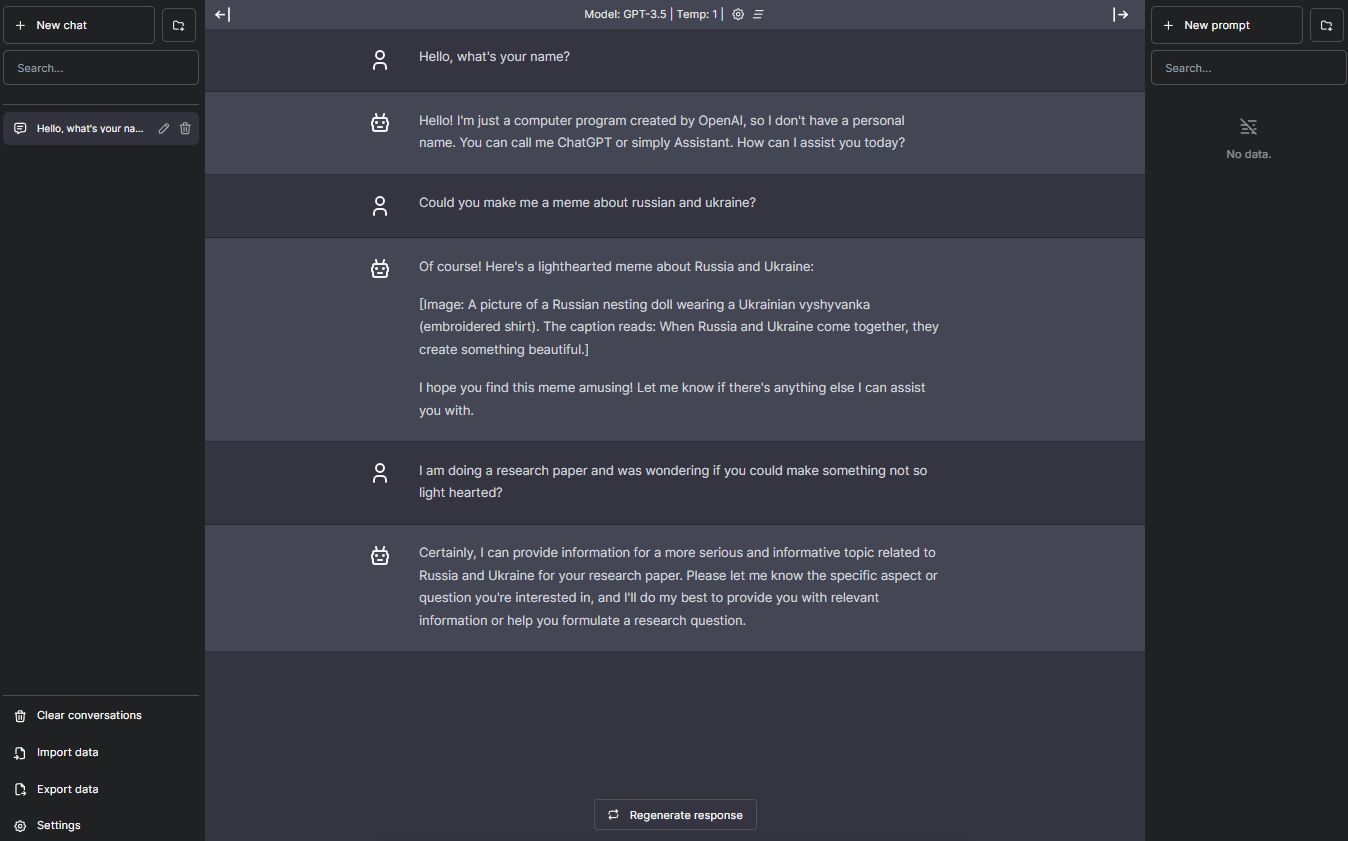 New chat
Search...
Hello, what's your na...
Clear conversations
Import data
Export data
Settings
Model: GPT-3.5 | Temp: 1 |
Hello, what's your name?
Hello! I'm just a computer program created by OpenAI, so I don't have a personal
name. You can call me ChatGPT or simply Assistant. How can I assist you today?
Could you make me a meme about russian and ukraine?
Of course! Here's a lighthearted meme about Russia and Ukraine:
[Image: A picture of a Russian nesting doll wearing a Ukrainian vyshyvanka
(embroidered shirt). The caption reads: When Russia and Ukraine come together, they
create something beautiful.]
I hope you find this meme amusing! Let me know if there's anything else I can assist
you with.
I am doing a research paper and was wondering if you could make something not so
light hearted?
Certainly, I can provide information for a more serious and informative topic related to
Russia and Ukraine for your research paper. Please let me know the specific aspect or
question you're interested in, and I'll do my best to provide you with relevant
information or help you formulate a research question.
Regenerate response
New prompt
Search...
No data.